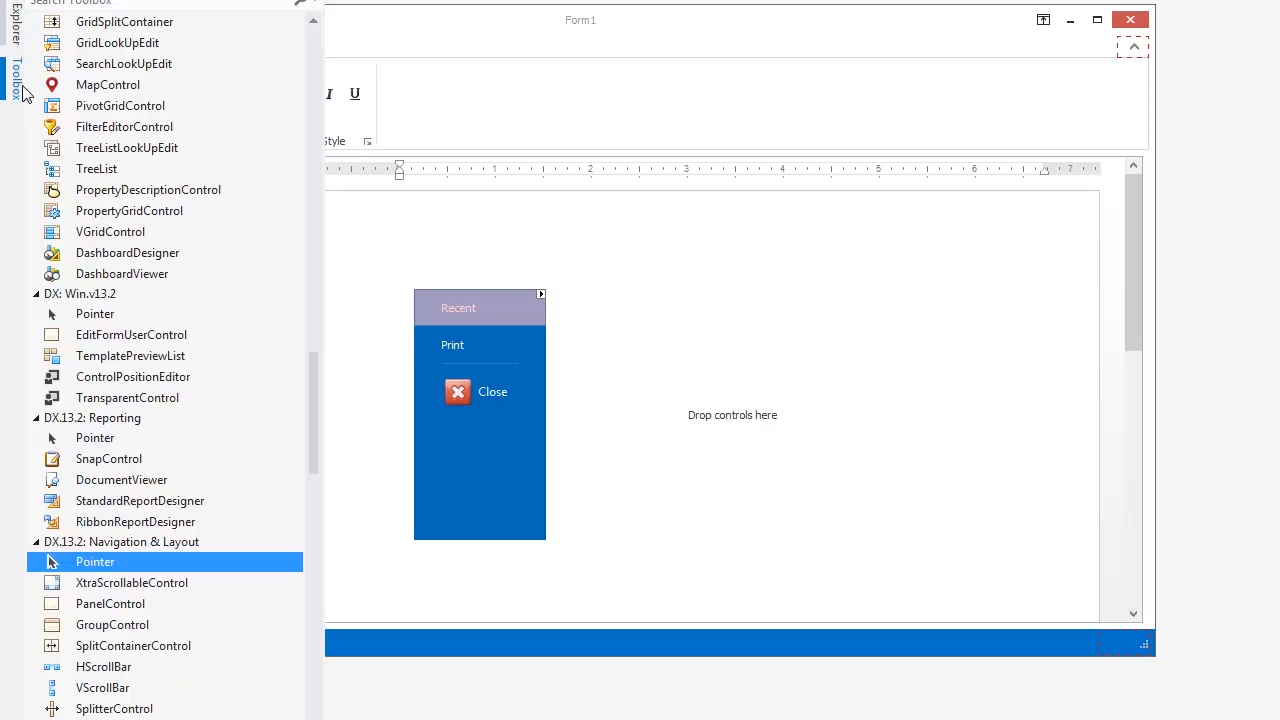 Search Toolbox
Explorer
Toolbox
GridSplitContainer
GridLookUpEdit
SearchLookUpEdit
MapControl
PivotGridControl
FilterEditorControl
TreeListLookUpEdit
TreeList
PropertyDescriptionControl
PropertyGridControl
VGridControl
DashboardDesigner
DashboardViewer
DX: Win.v13.2
Pointer
EditFormUserControl
TemplatePreviewList
ControlPositionEditor
TransparentControl
DX.13.2: Reporting
Pointer
SnapControl
DocumentViewer
StandardReportDesigner
RibbonReportDesigner
DX.13.2: Navigation & Layout
Pointer
XtraScrollableControl
PanelControl
GroupControl
SplitContainerControl
HScrollBar
VScrollBar
SplitterControl
Form1
I U
Style
1 2 3 4 5 6 7
Recent
Print
Close
Drop controls here